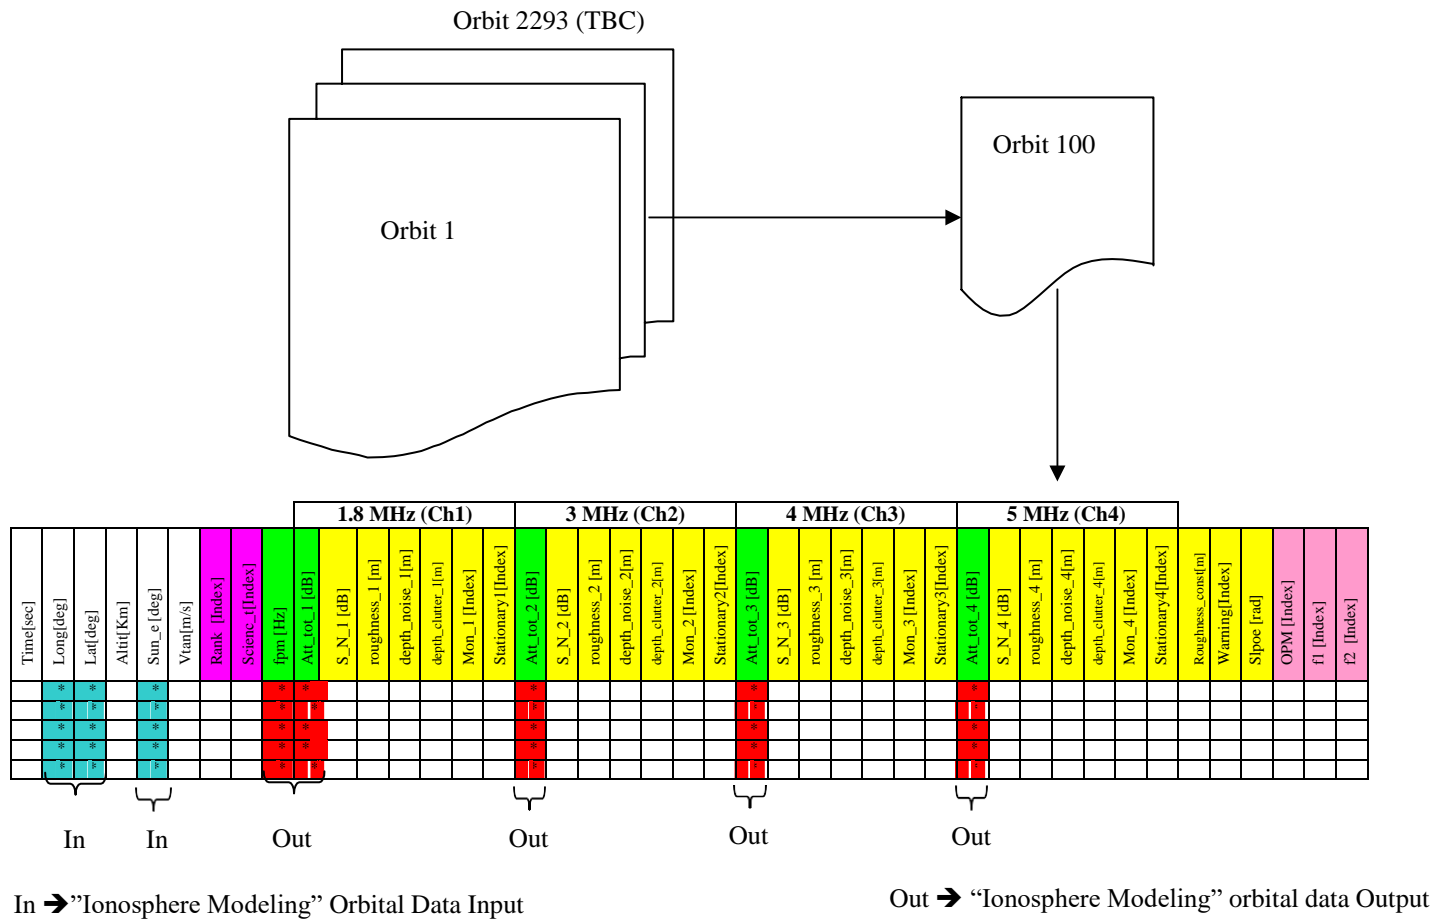 Orbit 2293 (TBC)
Orbit 100
Orbit 1
1.8 MHz (Ch1)
3 MHz (Ch2)
4 MHz (Ch3)
5 MHz (Ch4)
Time[sec]
Long[deg]
Lat[deg]
Altit[Km]
Sun_e [deg]
Vtan[m/s]
Rank [Index]
Scienc_t[Index]
fpm [Hz]
Att_tot_1 [dB]
S_N_1 [dB]
roughness_1 [m]
depth_noise_1[m]
depth_clutter_1[m]
Mon_1 [Index]
Stationary1[Index]
Att_tot_2 [dB]
S_N_2 [dB]
roughness_2 [m]
depth_noise_2[m]
depth_clutter_2[m]
Mon_2 [Index]
Stationary2[Index]
Att_tot_3 [dB]
S_N_3 [dB]
roughness_3 [m]
depth_noise_3[m]
depth_clutter_3[m]
Mon_3 [Index]
Stationary3[Index]
Att_tot_4 [dB]
S_N_4 [dB]
roughness_4 [m]
depth_noise_4[m]
depth_clutter_4[m]
Mon_4 [Index]
Stationary4[Index]
Roughness_const[m]
Warning[Index]
Slpoe [rad]
OPM [Index]
f1 [Index]
f2 [Index]
* * * * * * * *
* * * * * * * *
* * * * * * * *
* * * * * * * *
* * * * * * * *
In In Out Out Out Out
In ➔”Ionosphere Modeling” Orbital Data Input
Out ➔ “Ionosphere Modeling” orbital data Output